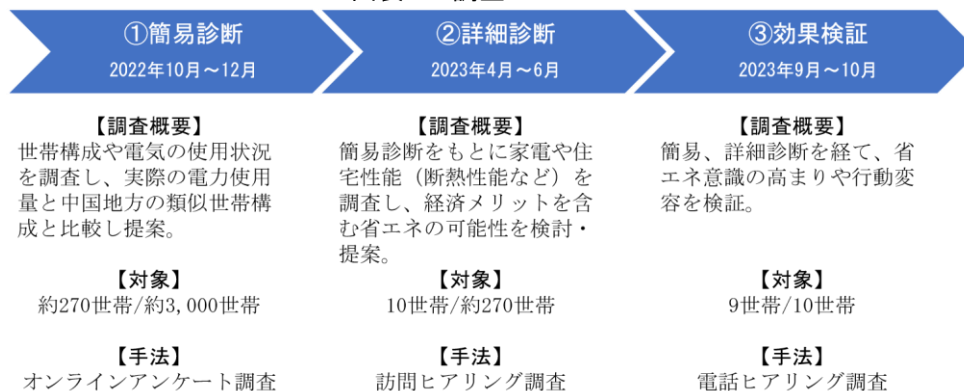 ①簡易診断
2022年10月～12月
【調査概要】
世帯構成や電気の使用状況
を調査し、実際の電力使用
量と中国地方の類似世帯構
成と比較し提案。
【対象】
約270世帯/約3,000世帯
【手法】
オンラインアンケート調査
②詳細診断
2023年4月～6月
【調査概要】
簡易診断をもとに家電や住
宅性能（断熱性能など）を
調査し、経済メリットを含
む省エネの可能性を検討・
提案。
【対象】
10世帯/約270世帯
【手法】
訪問ヒアリング調査
③効果検証
2023年9月～10月
【調査概要】
簡易、詳細診断を経て、省
エネ意識の高まりや行動変
容を検証。
【対象】
9世帯/10世帯
【手法】
電話ヒアリング調査